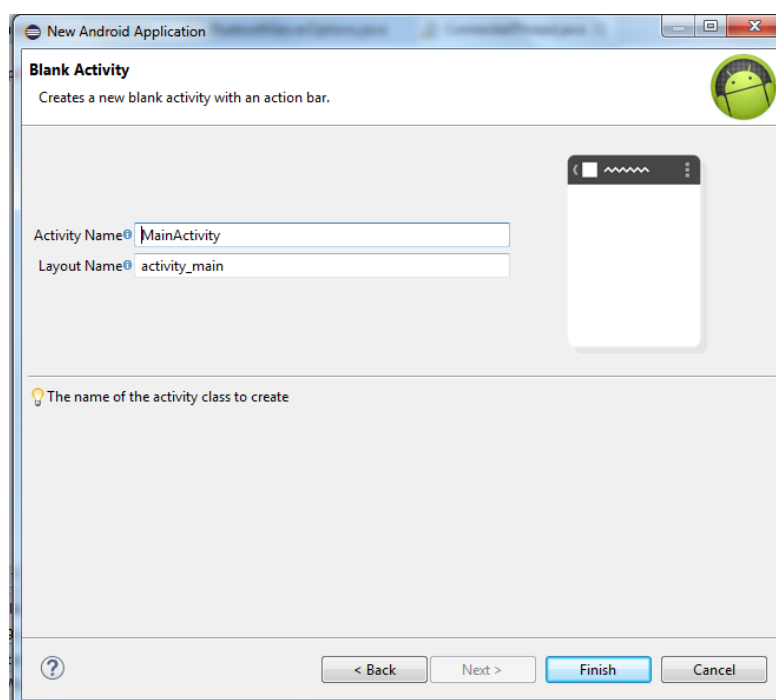 New Android Application
Blank Activity
Creates a new blank activity with an action bar.
Activity Name MainActivity
Layout Name activity_main
The name of the activity class to create
< Back Next > Finish Cancel